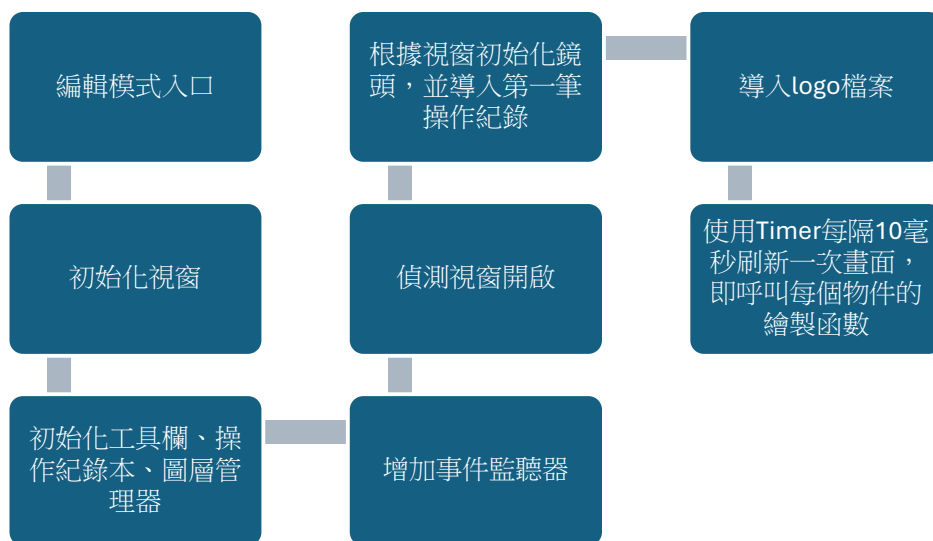 編輯模式入口
初始化視窗
初始化工具欄、操
作紀錄本、圖層管
理器
增加事件監聽器
偵測視窗開啟
根據視窗初始化鏡
頭，並導入第一筆
操作紀錄
導入logo檔案
使用Timer每隔10毫
秒刷新一次畫面，
即呼叫每個物件的
繪製函數